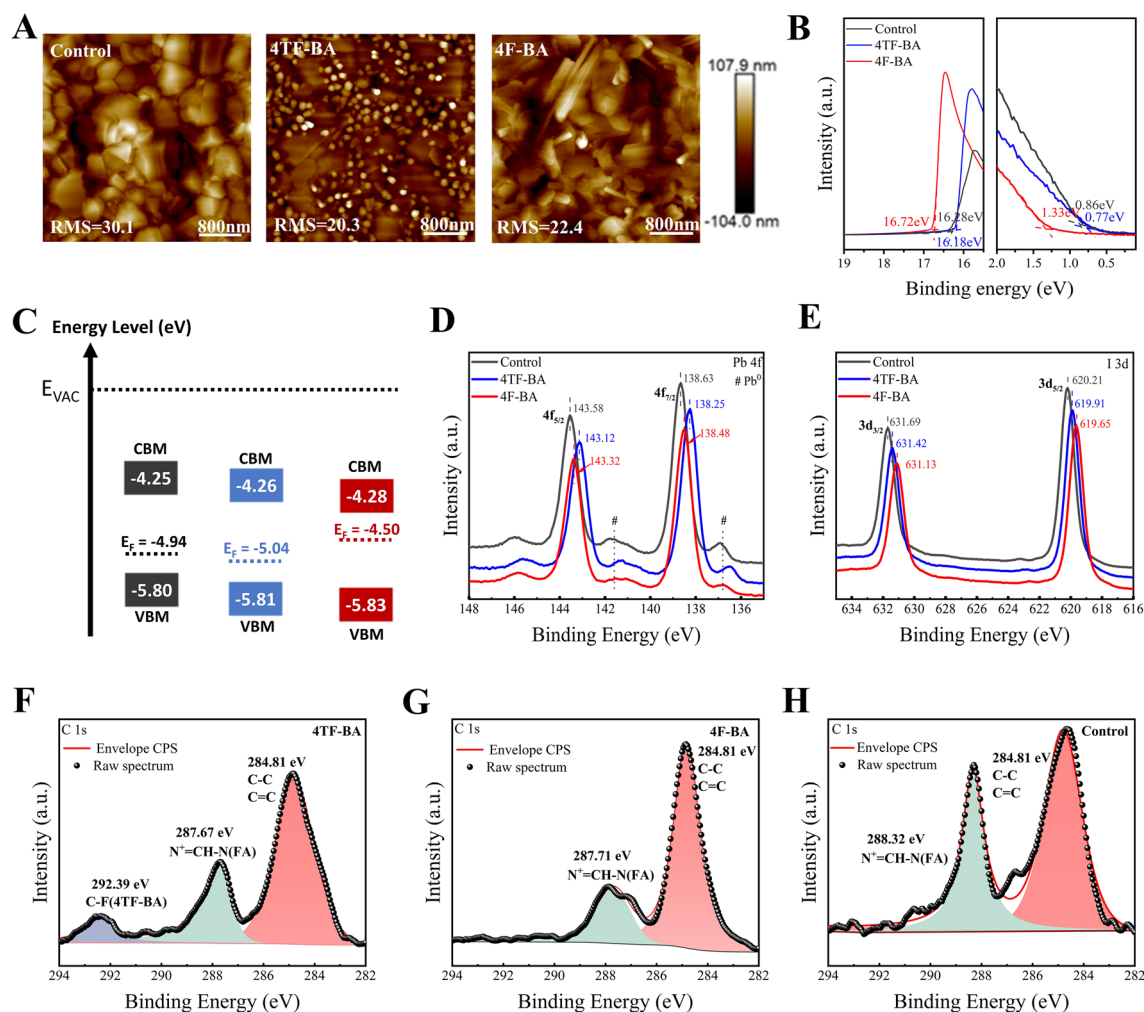 A
Control
RMS=30.1
800nm
4TF-BA
RMS=20.3
800nm
4F-BA
RMS=22.4
800nm
107.9 nm
-104.0 nm
B
Control
4TF-BA
4F-BA
16.72eV
16.28eV
16.18eV
1.33eV
0.86eV
0.77eV
Intensity (a.u.)
19 18 17 16 2.0 1.5 1.0 0.5
Binding energy (eV)
C
Energy Level (eV)
EVAC
CBM
-4.25
EF = -4.94
-5.80
VBM
CBM
-4.26
EF = -5.04
-5.81
VBM
CBM
-4.28
EF = -4.50
-5.83
VBM
D
Control
4TF-BA
4F-BA
Pb 4f
# Pb0
4f5/2
143.58
143.12
143.32
4f7/2
138.63
138.25
138.48
#
#
Intensity (a.u.)
148 146 144 142 140 138 136
Binding Energy (eV)
E
Control
4TF-BA
4F-BA
I 3d
3d3/2
631.69
631.42
631.13
3d5/2
620.21
619.91
619.65
Intensity (a.u.)
634 632 630 628 626 624 622 620 618 616
Binding Energy (eV)
F
C 1s
4TF-BA
Envelope CPS
Raw spectrum
284.81 eV
C-C
C=C
287.67 eV
N+=CH-N(FA)
292.39 eV
C-F(4TF-BA)
Intensity (a.u.)
294 292 290 288 286 284 282
Binding Energy (eV)
G
C 1s
4F-BA
Envelope CPS
Raw spectrum
284.81 eV
C-C
C=C
287.71 eV
N+=CH-N(FA)
Intensity (a.u.)
294 292 290 288 286 284 282
Binding Energy (eV)
H
C 1s
Control
Envelope CPS
Raw spectrum
284.81 eV
C-C
C=C
288.32 eV
N+=CH-N(FA)
Intensity (a.u.)
294 292 290 288 286 284 282
Binding Energy (eV)